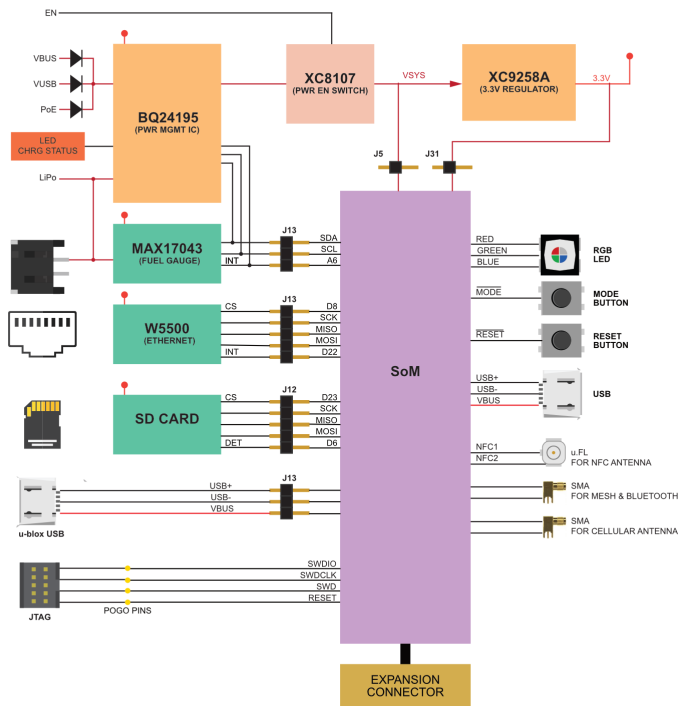 EN
VBUS
VUSB
PoE
BQ24195
(PWR MGMT IC)
XC8107
(PWR EN SWITCH)
VSYS
XC9258A
(3.3V REGULATOR)
3.3V
LED
CHRG STATUS
LiPo
J5
J31
MAX17043
(FUEL GAUGE)
INT
J13
SDA
SCL
A6
RED
GREEN
BLUE
RGB
LED
MODE
MODE
BUTTON
W5500
(ETHERNET)
CS
INT
J13
D8
SCK
MISO
MOSI
D22
RESET
RESET
BUTTON
SoM
SD CARD
CS
DET
J12
D23
SCK
MISO
MOSI
D6
USB+
USB-
VBUS
USB
NFC1
NFC2
u.FL
FOR NFC ANTENNA
u-blox USB
USB+
USB-
VBUS
J13
SMA
FOR MESH & BLUETOOTH
SMA
FOR CELLULAR ANTENNA
JTAG
POGO PINS
SWDIO
SWDCLK
SWD
RESET
EXPANSION
CONNECTOR